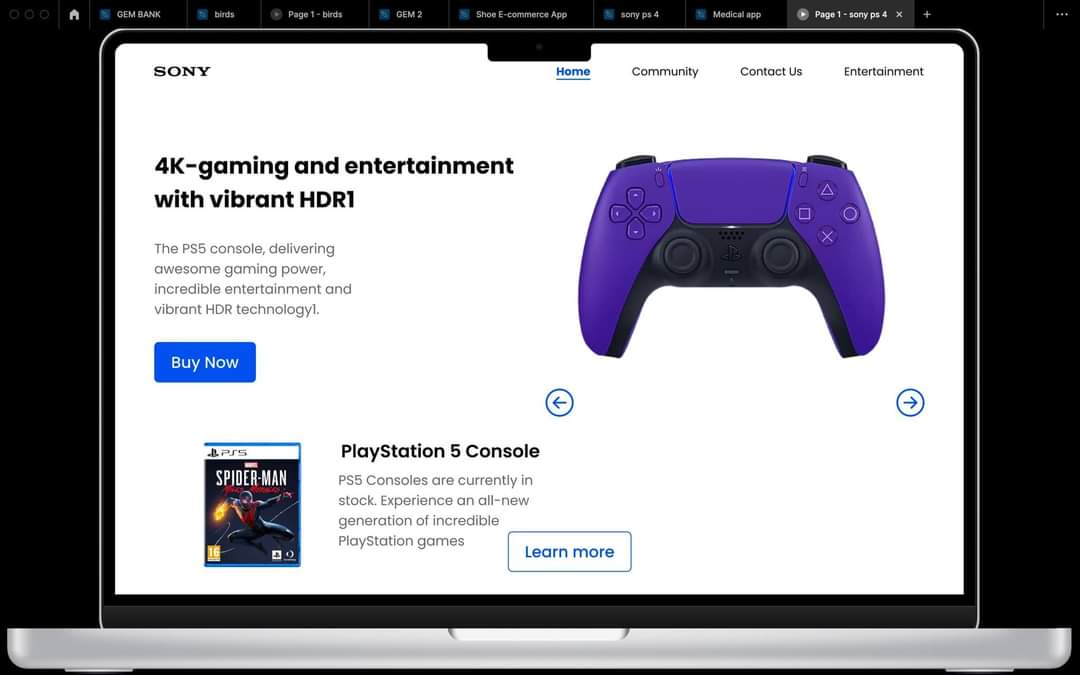 GEM BANK
birds
Page 1 - birds
GEM 2
Shoe E-commerce App
sony ps 4
Medical app
Page 1 - sony ps 4
SONY
Home
Community
Contact Us
Entertainment
4K-gaming and entertainment
with vibrant HDR1
The PS5 console, delivering
awesome gaming power,
incredible entertainment and
vibrant HDR technology1.
Buy Now
PS5
MARVEL
SPIDER-MAN
16
PlayStation 5 Console
PS5 Consoles are currently in
stock. Experience an all-new
generation of incredible
PlayStation games
Learn more